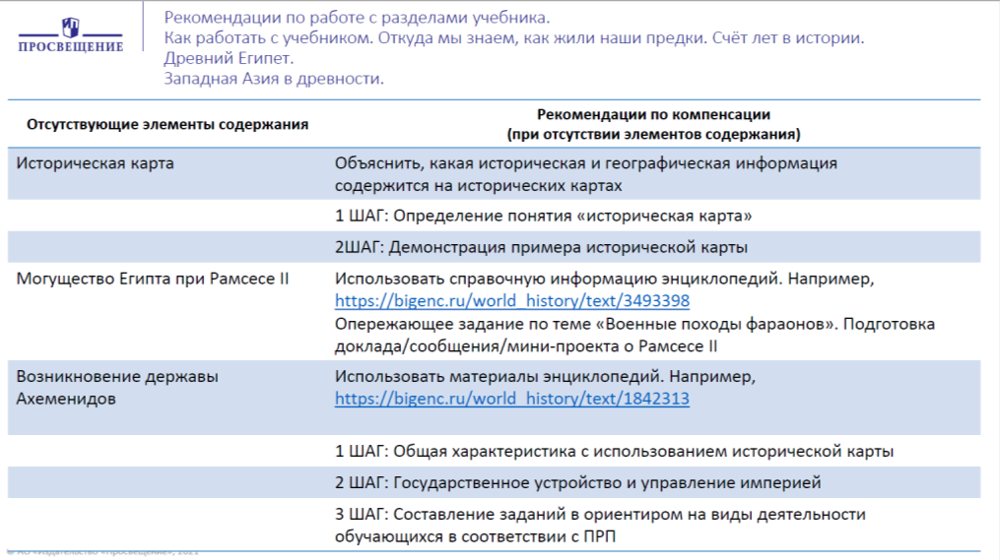 ПРОСВЕЩЕНИЕ
Рекомендации по работе с разделами учебника.
Как работать с учебником. Откуда мы знаем, как жили наши предки. Счёт лет в истории.
Древний Египет.
Западная Азия в древности.
Отсутствующие элементы содержания
Рекомендации по компенсации
(при отсутствии элементов содержания)
Историческая карта
Объяснить, какая историческая и географическая информация
содержится на исторических картах
1 ШАГ: Определение понятия «историческая карта»
2ШАГ: Демонстрация примера исторической карты
Могущество Египта при Рамсесе II
Использовать справочную информацию энциклопедий. Например,
https://bigenc.ru/world_history/text/3493398
Опережающее задание по теме «Военные походы фараонов». Подготовка
доклада/сообщения/мини-проекта о Рамсесе II
Возникновение державы
Ахеменидов
Использовать материалы энциклопедий. Например,
https://bigenc.ru/world_history/text/1842313
1 ШАГ: Общая характеристика с использованием исторической карты
2 ШАГ: Государственное устройство и управление империей
3 ШАГ: Составление заданий в ориентиром на виды деятельности
обучающихся в соответствии с ПРП
© АО «Издательство «Просвещение», 2021